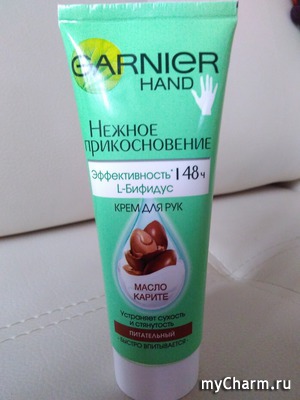 GARNIER
HAND
НЕЖНОЕ
ПРИКОСНОВЕНИЕ
Эффективность* | 48 ч
L-Бифидус
КРЕМ ДЛЯ РУК
МАСЛО
КАРИТЕ
Устраняет сухость
и стянутость
ПИТАТЕЛЬНЫЙ
БЫСТРО ВПИТЫВАЕТСЯ
myCharm.ru